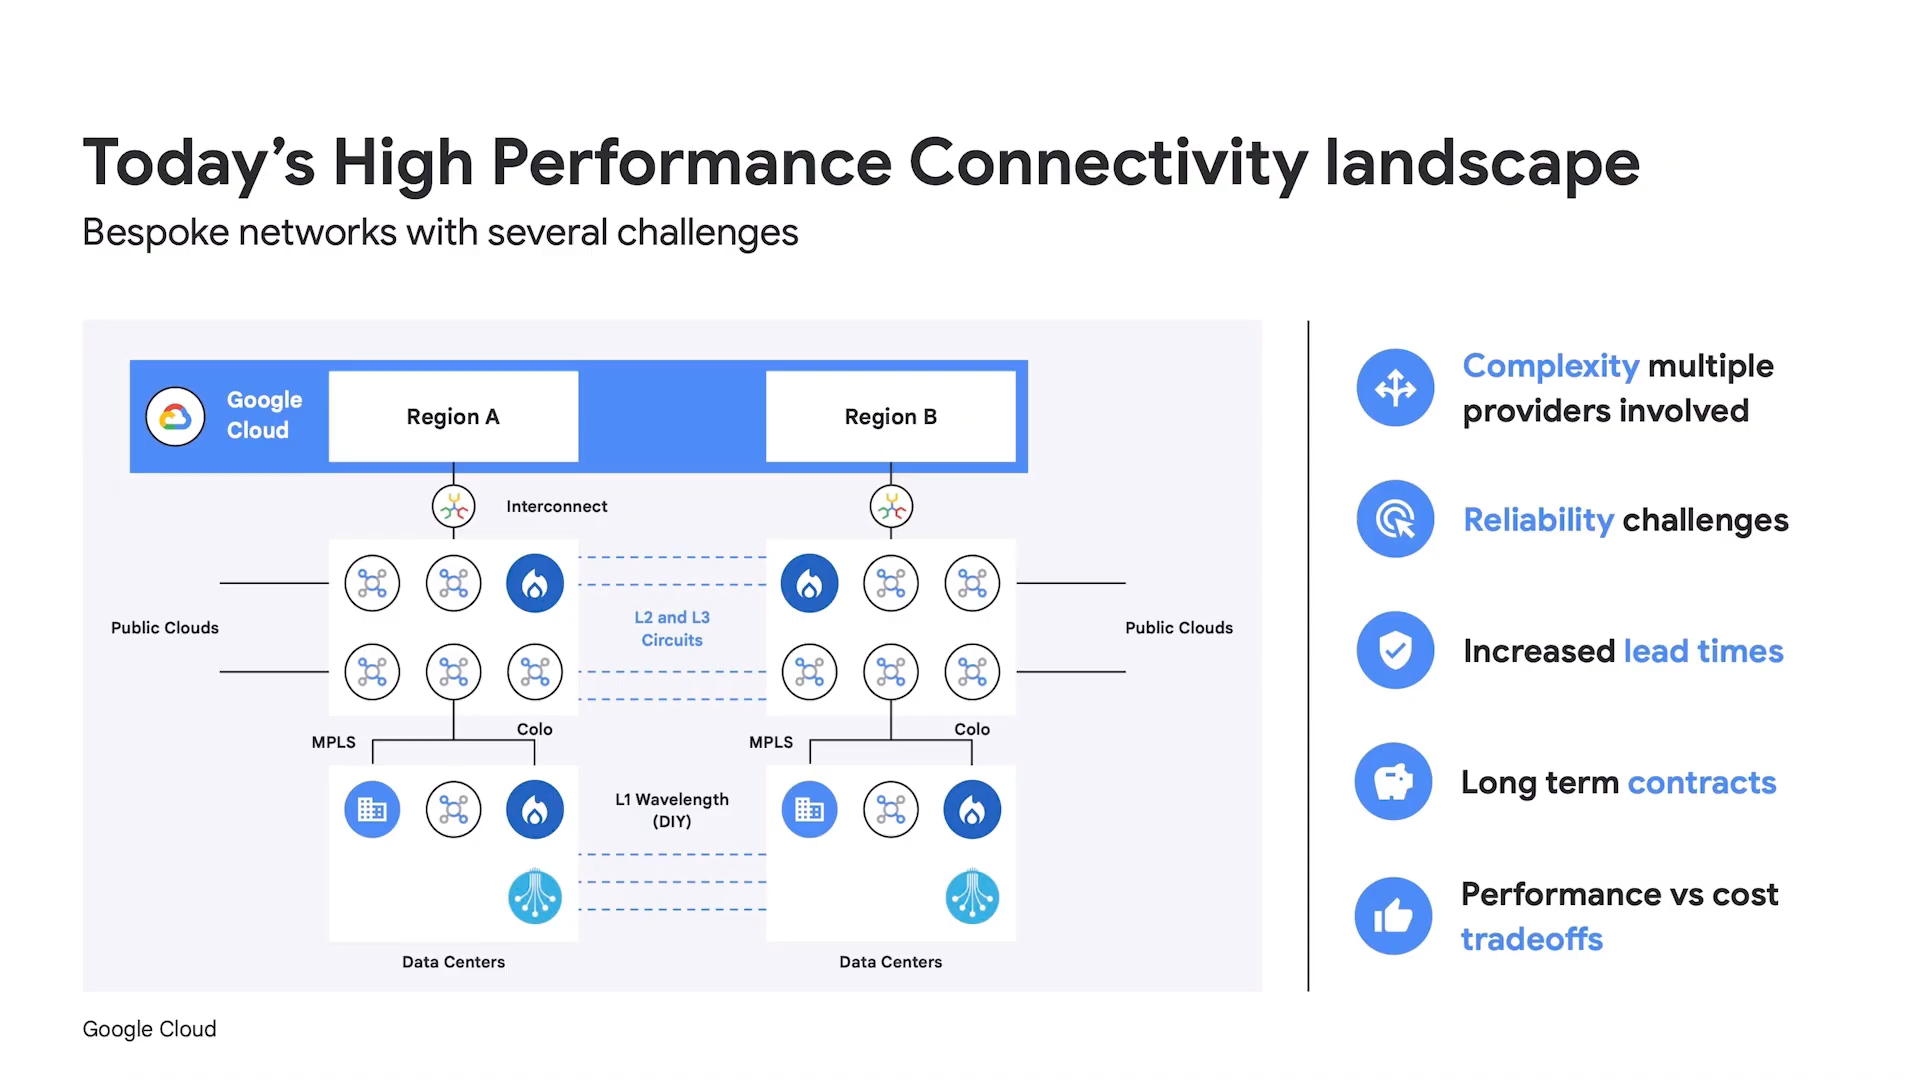 Today's High Performance Connectivity landscape
Bespoke networks with several challenges
Google
Cloud
Region A
Region B
Interconnect
Public Clouds
L2 and L3
Circuits
Public Clouds
MPLS
Colo
MPLS
Colo
L1 Wavelength
(DIY)
Data Centers
Data Centers
Complexity multiple
providers involved
Reliability challenges
Increased lead times
Long term contracts
Performance vs cost
tradeoffs
Google Cloud